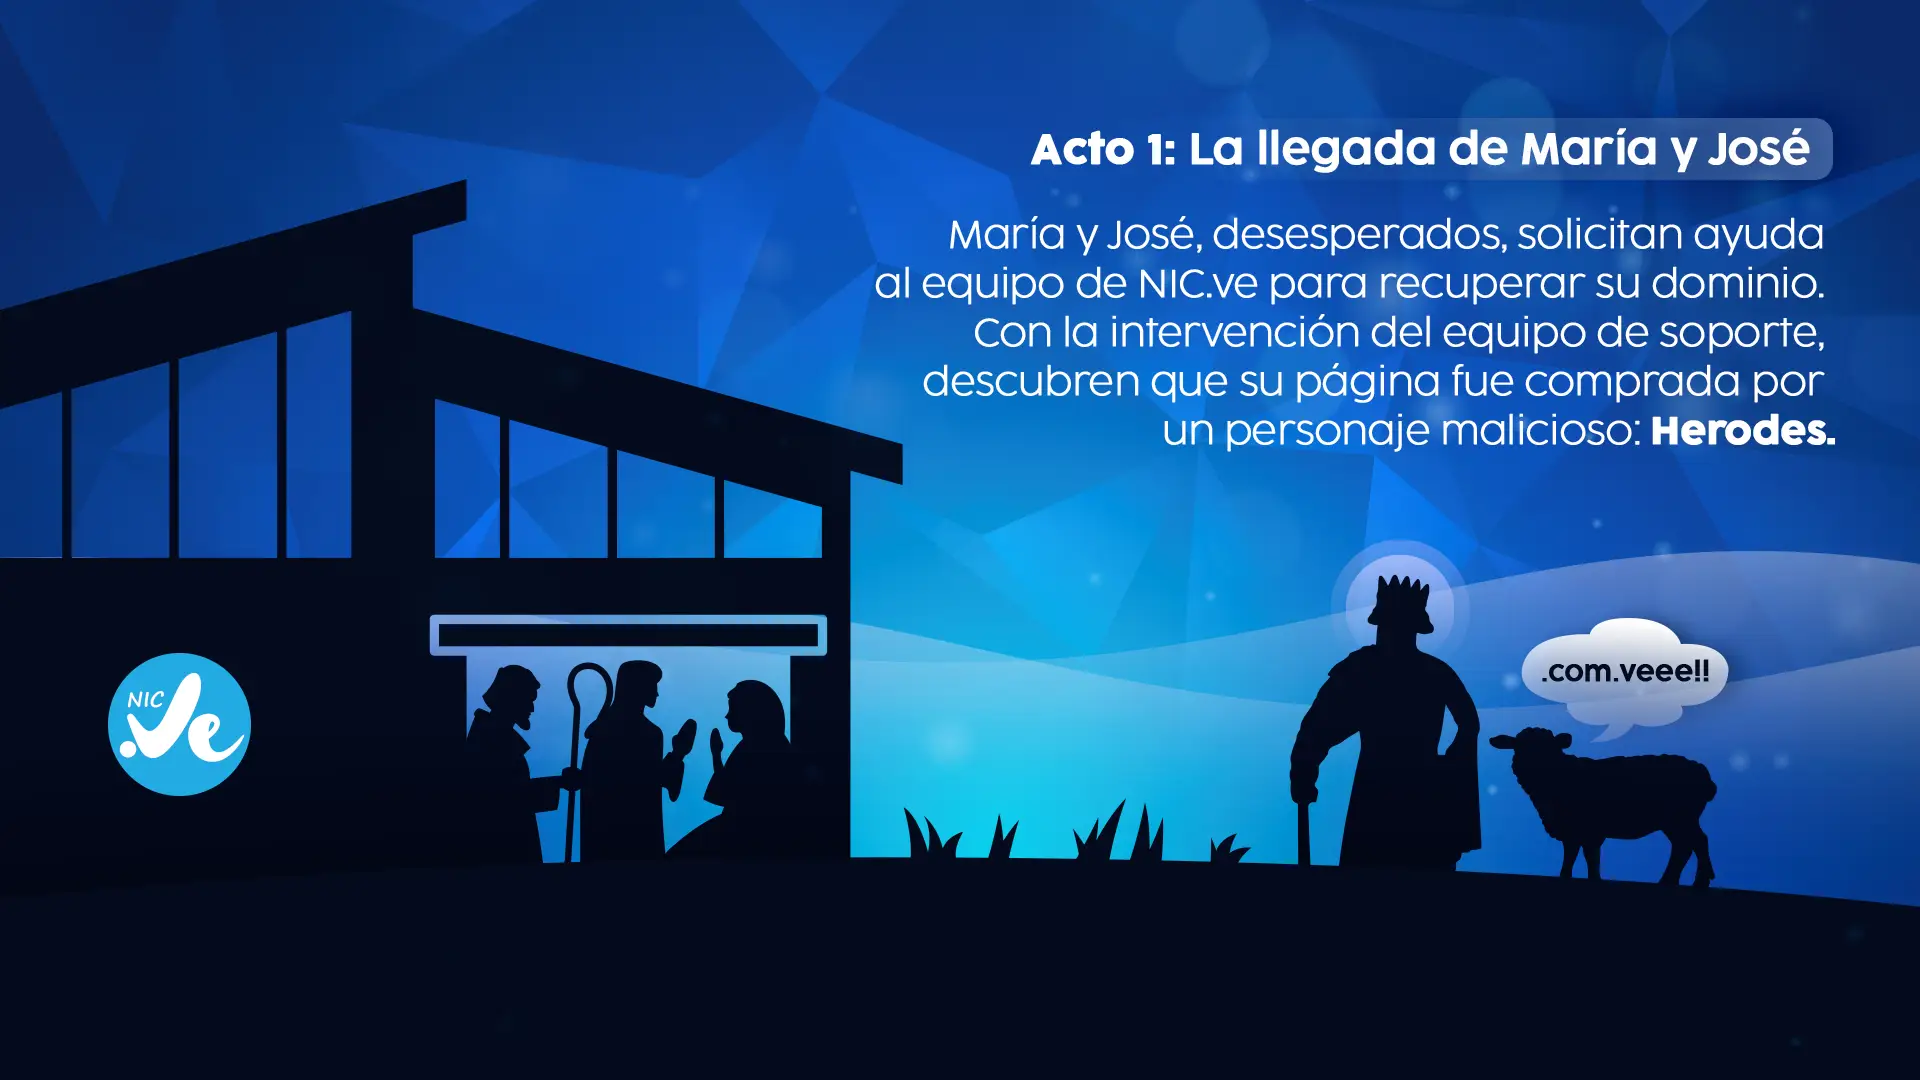 Acto 1: La llegada de María y José
María y José, desesperados, solicitan ayuda
al equipo de NIC.ve para recuperar su dominio.
Con la intervención del equipo de soporte,
descubren que su página fue comprada por
un personaje malicioso: Herodes.
.com.veee!!
NIC
.ve